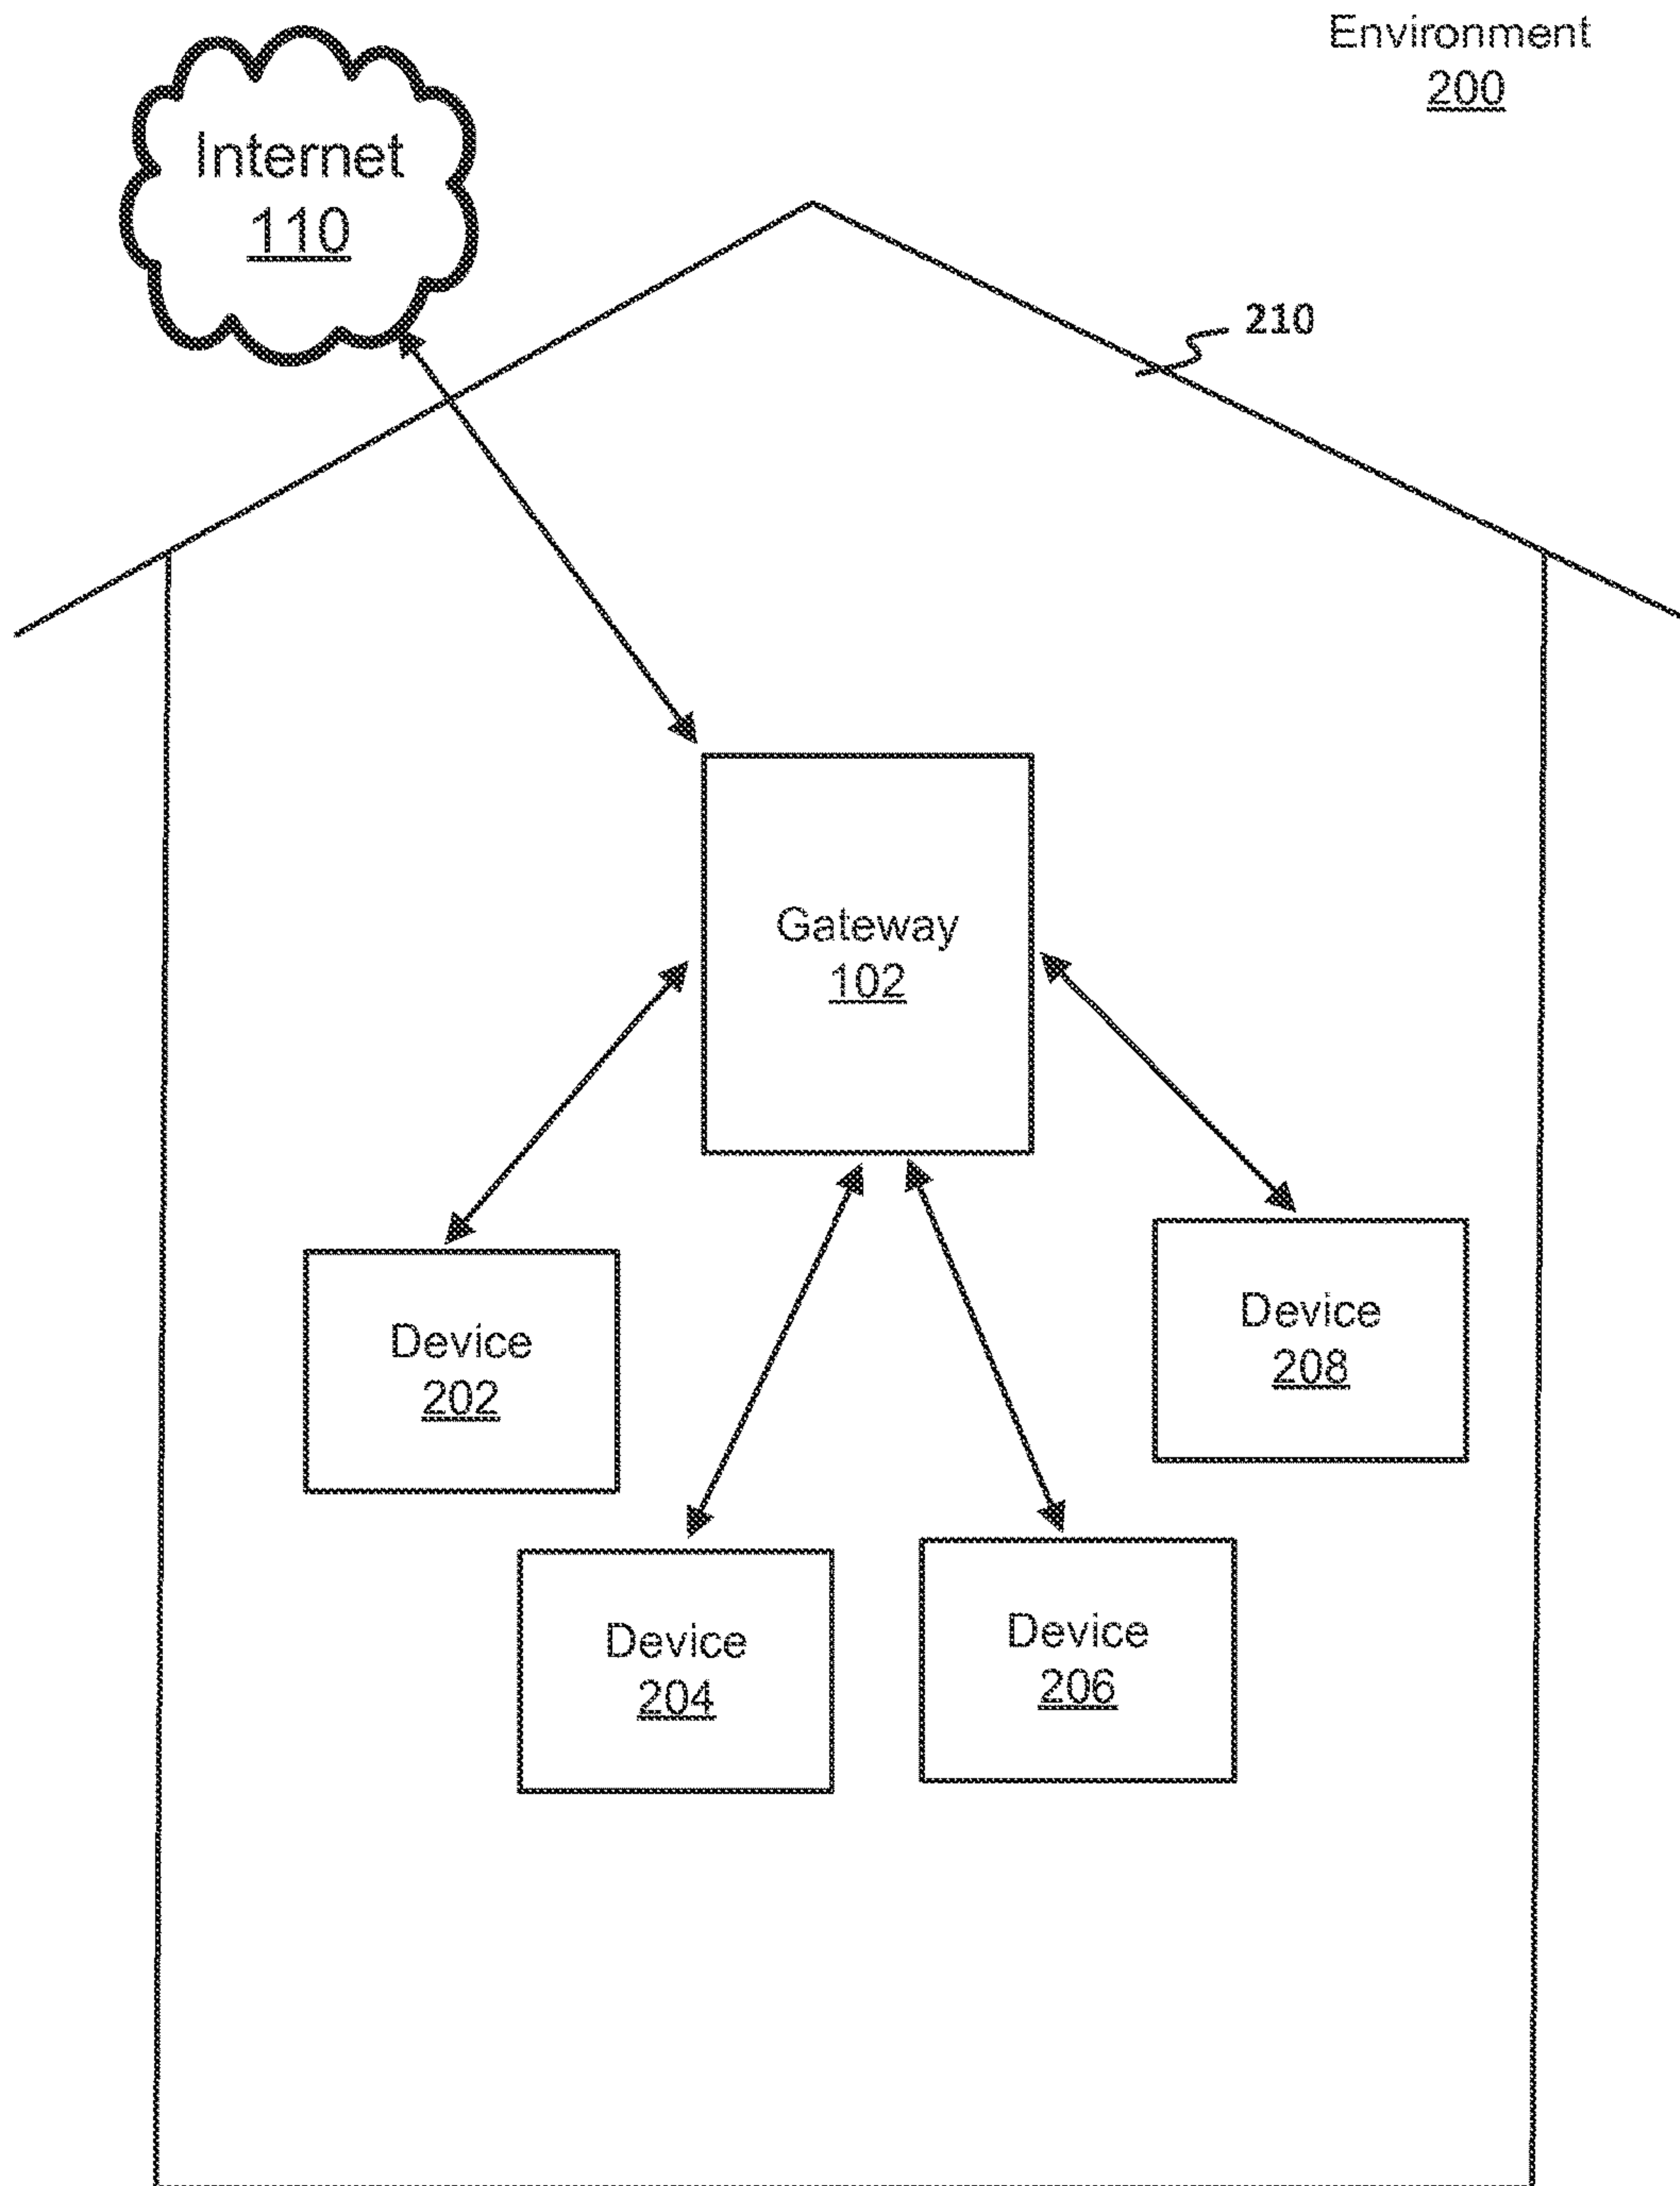 Environment
200
Internet
110
210
Gateway
102
Device
202
Device
208
Device
204
Device
206